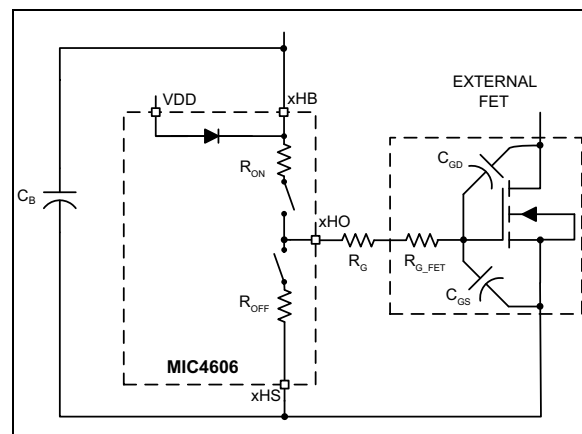 EXTERNAL
FET
VDD
xHB
C_GD
R_ON
C_B
xHO
R_G
R_G_FET
C_GS
R_OFF
MIC4606
xHS